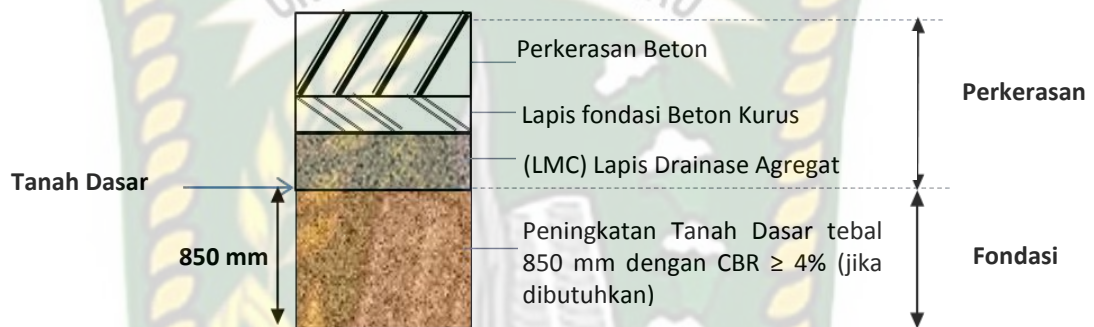 Perkerasan Beton
Perkerasan
Lapis fondasi Beton Kurus
(LMC) Lapis Drainase Agregat
Tanah Dasar
850 mm
Peningkatan Tanah Dasar tebal
850 mm dengan CBR ≥ 4% (jika
dibutuhkan)
Fondasi